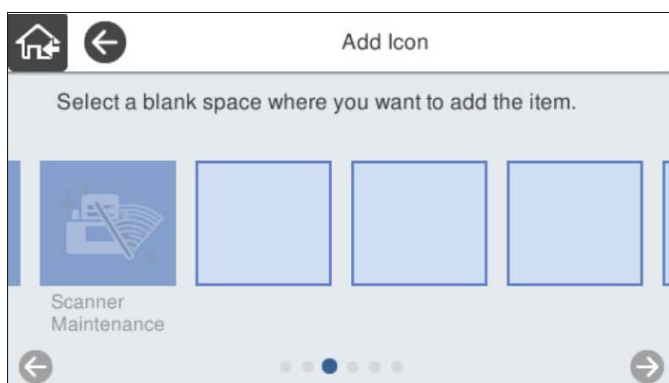 Add Icon
Select a blank space where you want to add the item.
Scanner
Maintenance